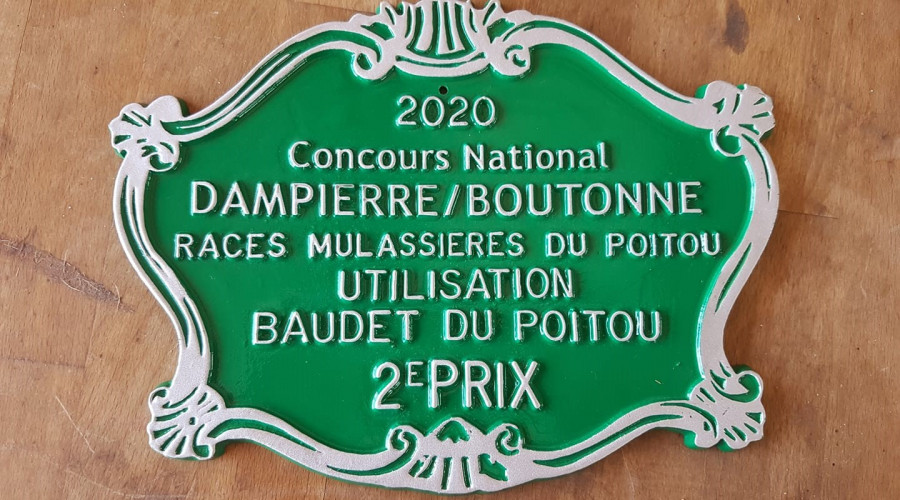 2020
Concours National
DAMPIERRE/BOUTONNE
RACES MULASSIERES DU POITOU
UTILISATION
BAUDET DU POITOU
2E PRIX